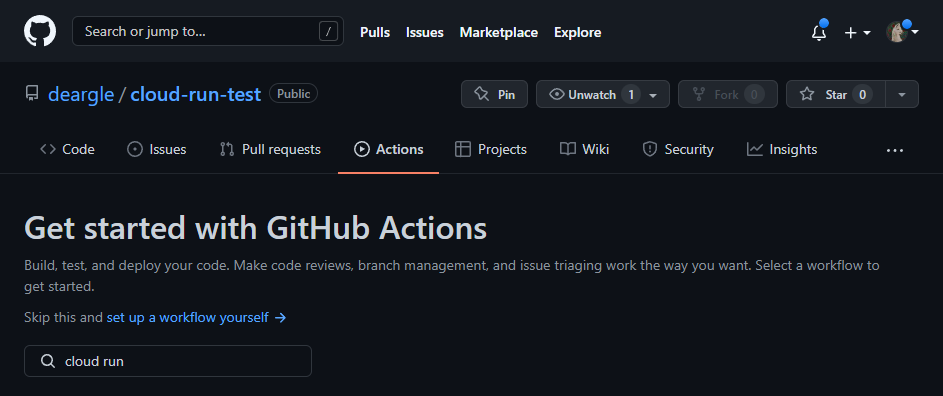 Search or jump to... / Pulls Issues Marketplace Explore
deargle / cloud-run-test Public Pin Unwatch 1 Fork 0 Star 0
Code Issues Pull requests Actions Projects Wiki Security Insights ...
Get started with GitHub Actions
Build, test, and deploy your code. Make code reviews, branch management, and issue triaging work the way you want. Select a workflow to
get started.
Skip this and set up a workflow yourself →
cloud run